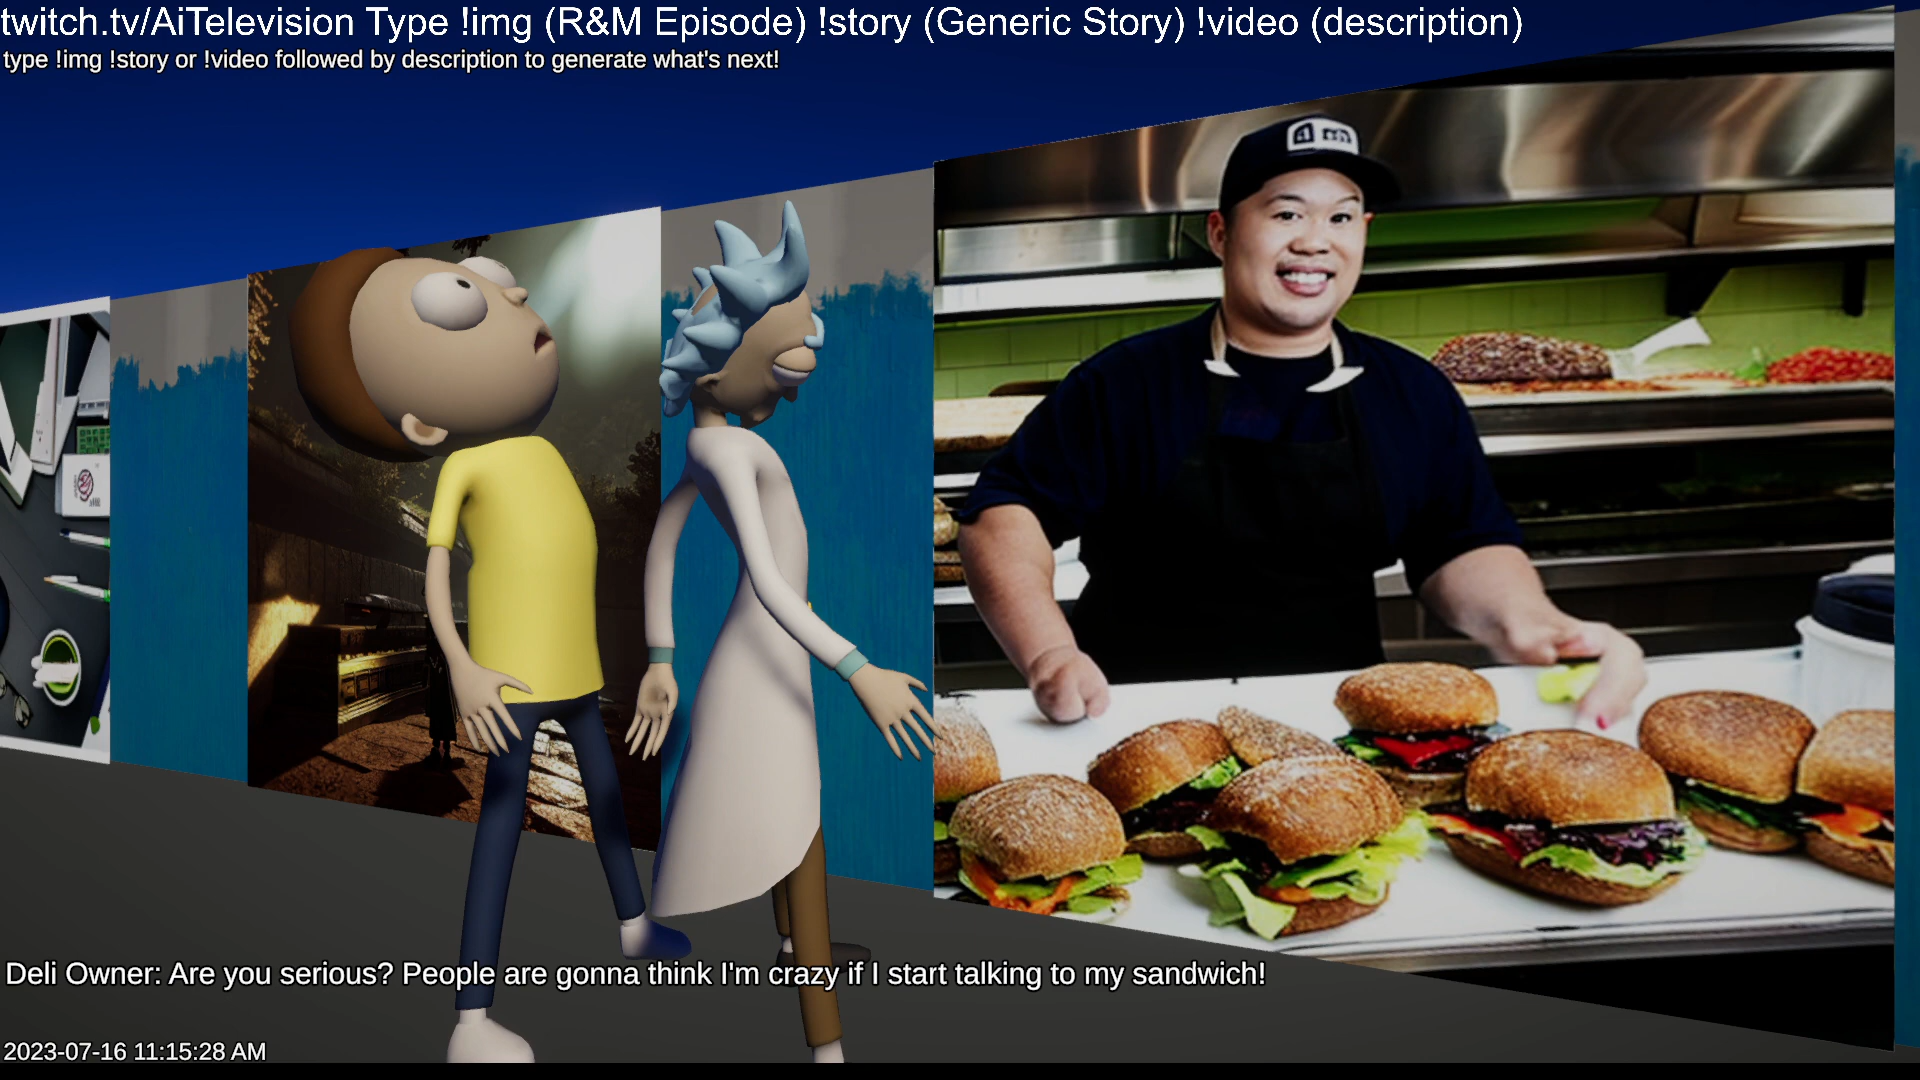 twitch.tv/AiTelevision Type !img (R&M Episode) !story (Generic Story) !video (description)
type !img !story or !video followed by description to generate what's next!
Deli Owner: Are you serious? People are gonna think I'm crazy if I start talking to my sandwich!
2023-07-16 11:15:28 AM